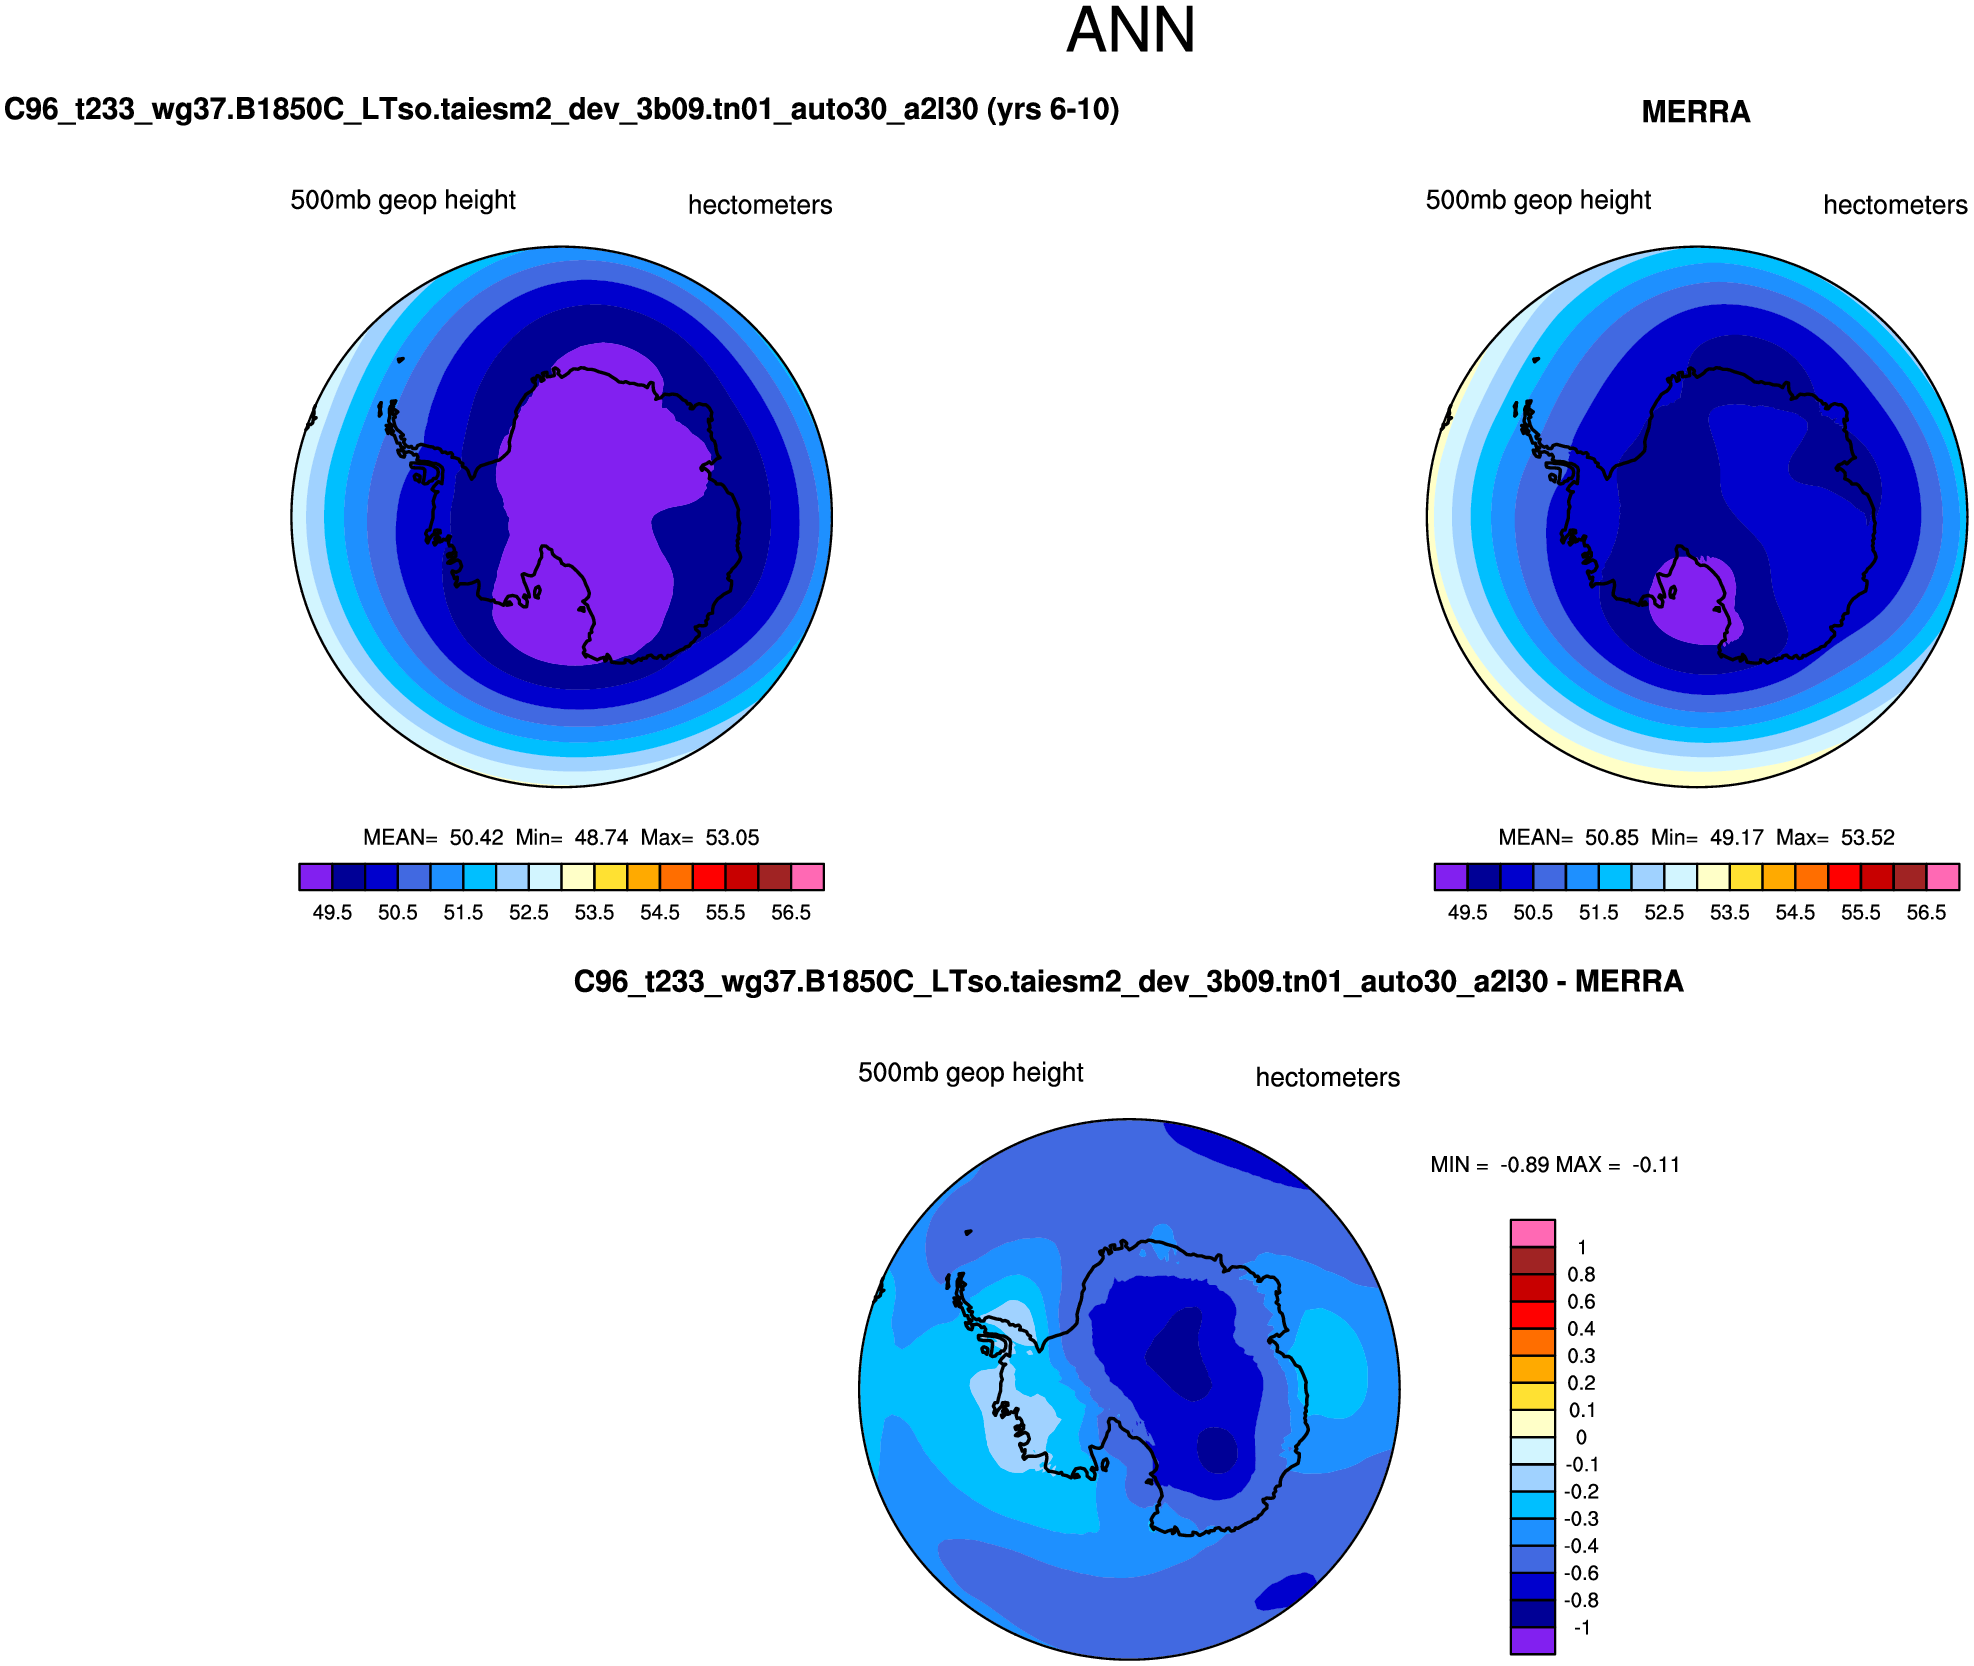 ANN
C96_t233_wg37.B1850C_LTso.taiesm2_dev_3b09.tn01_auto30_a2l30 (yrs 6-10)
MERRA
500mb geop height hectometers
500mb geop height hectometers
MEAN= 50.42 Min= 48.74 Max= 53.05
MEAN= 50.85 Min= 49.17 Max= 53.52
49.5 50.5 51.5 52.5 53.5 54.5 55.5 56.5
49.5 50.5 51.5 52.5 53.5 54.5 55.5 56.5
C96_t233_wg37.B1850C_LTso.taiesm2_dev_3b09.tn01_auto30_a2l30 - MERRA
500mb geop height hectometers
MIN = -0.89 MAX = -0.11
1
0.8
0.6
0.4
0.3
0.2
0.1
0
-0.1
-0.2
-0.3
-0.4
-0.6
-0.8
-1